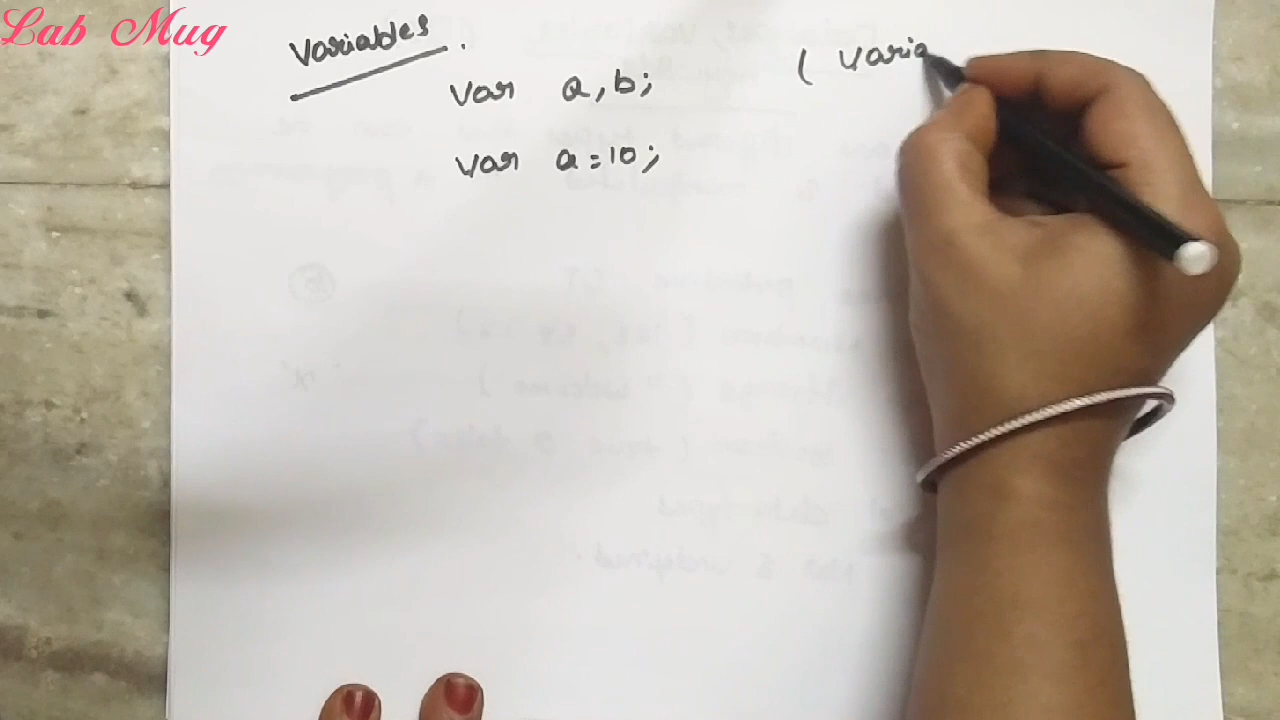 Lab Mug
Variables.
var a, b;
( varia
var a = 10;